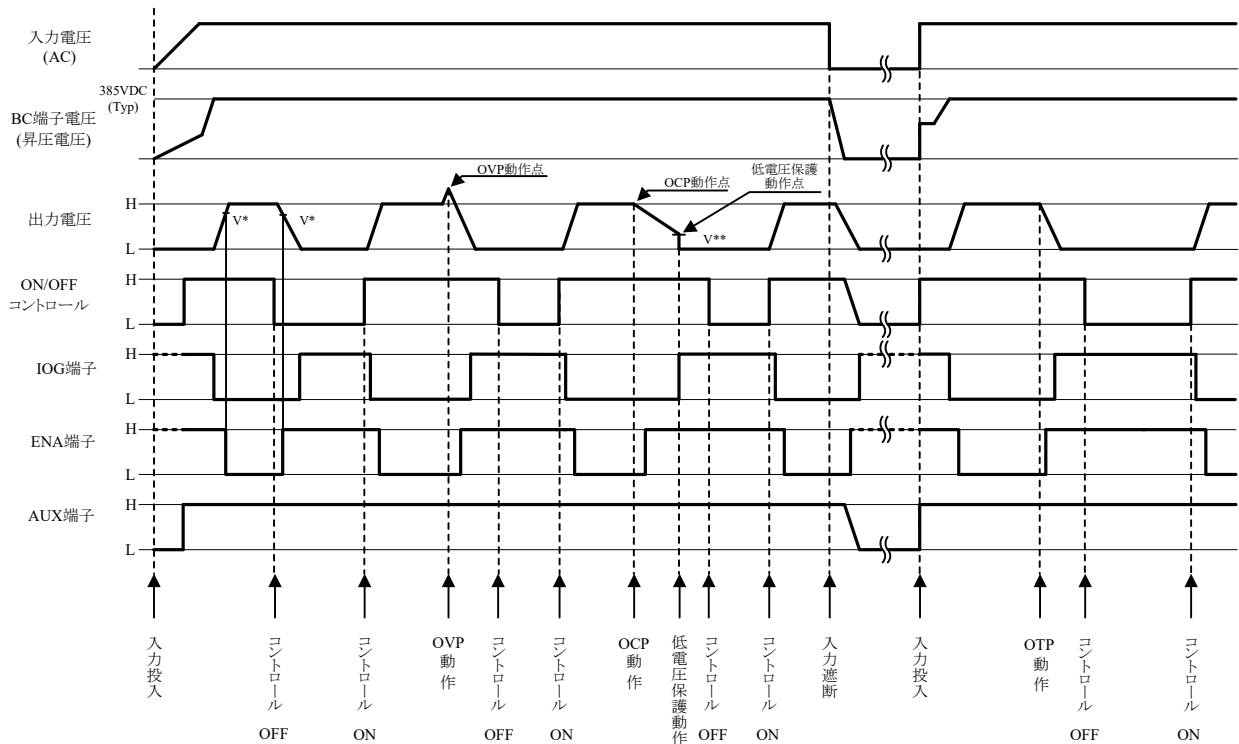 入力電圧
(AC)
385VDC
(Typ)
BC端子電圧
(昇圧電圧)
OVP動作点
OCP動作点
低電圧保護
動作点
出力電圧
H
L
V*
V*
V**
ON/OFF
コントロール
H
L
IOG端子
H
L
ENA端子
H
L
AUX端子
H
L
入力投入
コントロール
OFF
コントロール
ON
OVP
動作
コントロール
OFF
コントロール
ON
OCP
動作
低電圧保護動作
コントロール
OFF
コントロール
ON
入力遮断
入力投入
OTP
動作
コントロール
OFF
コントロール
ON